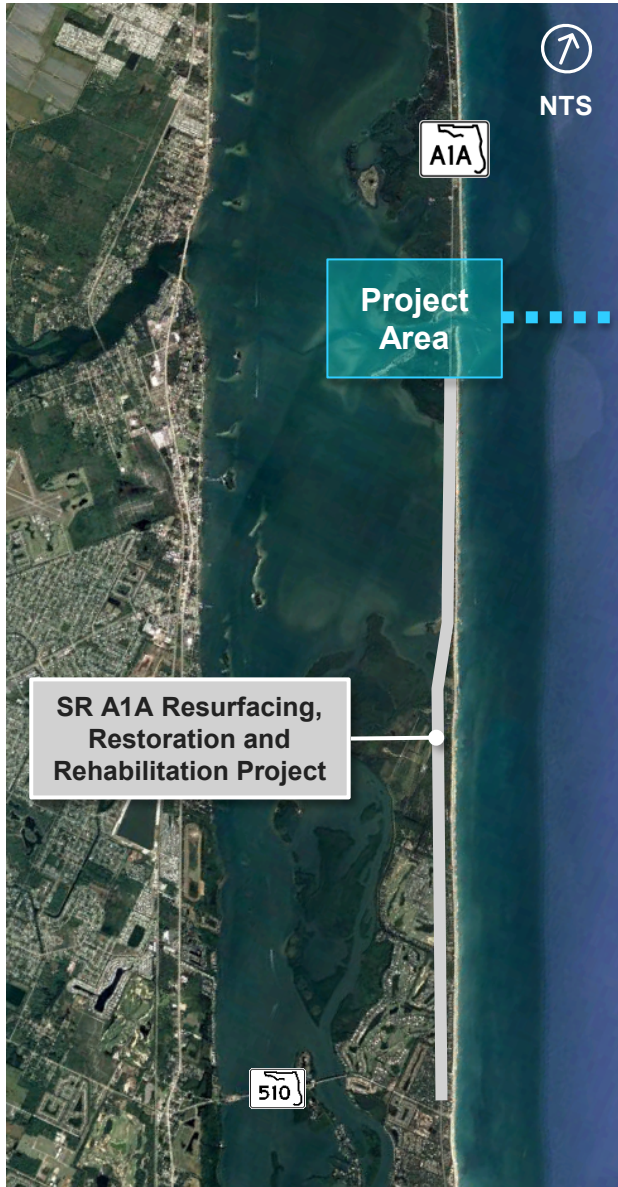 NTS
A1A
Project
Area
SR A1A Resurfacing,
Restoration and
Rehabilitation Project
510